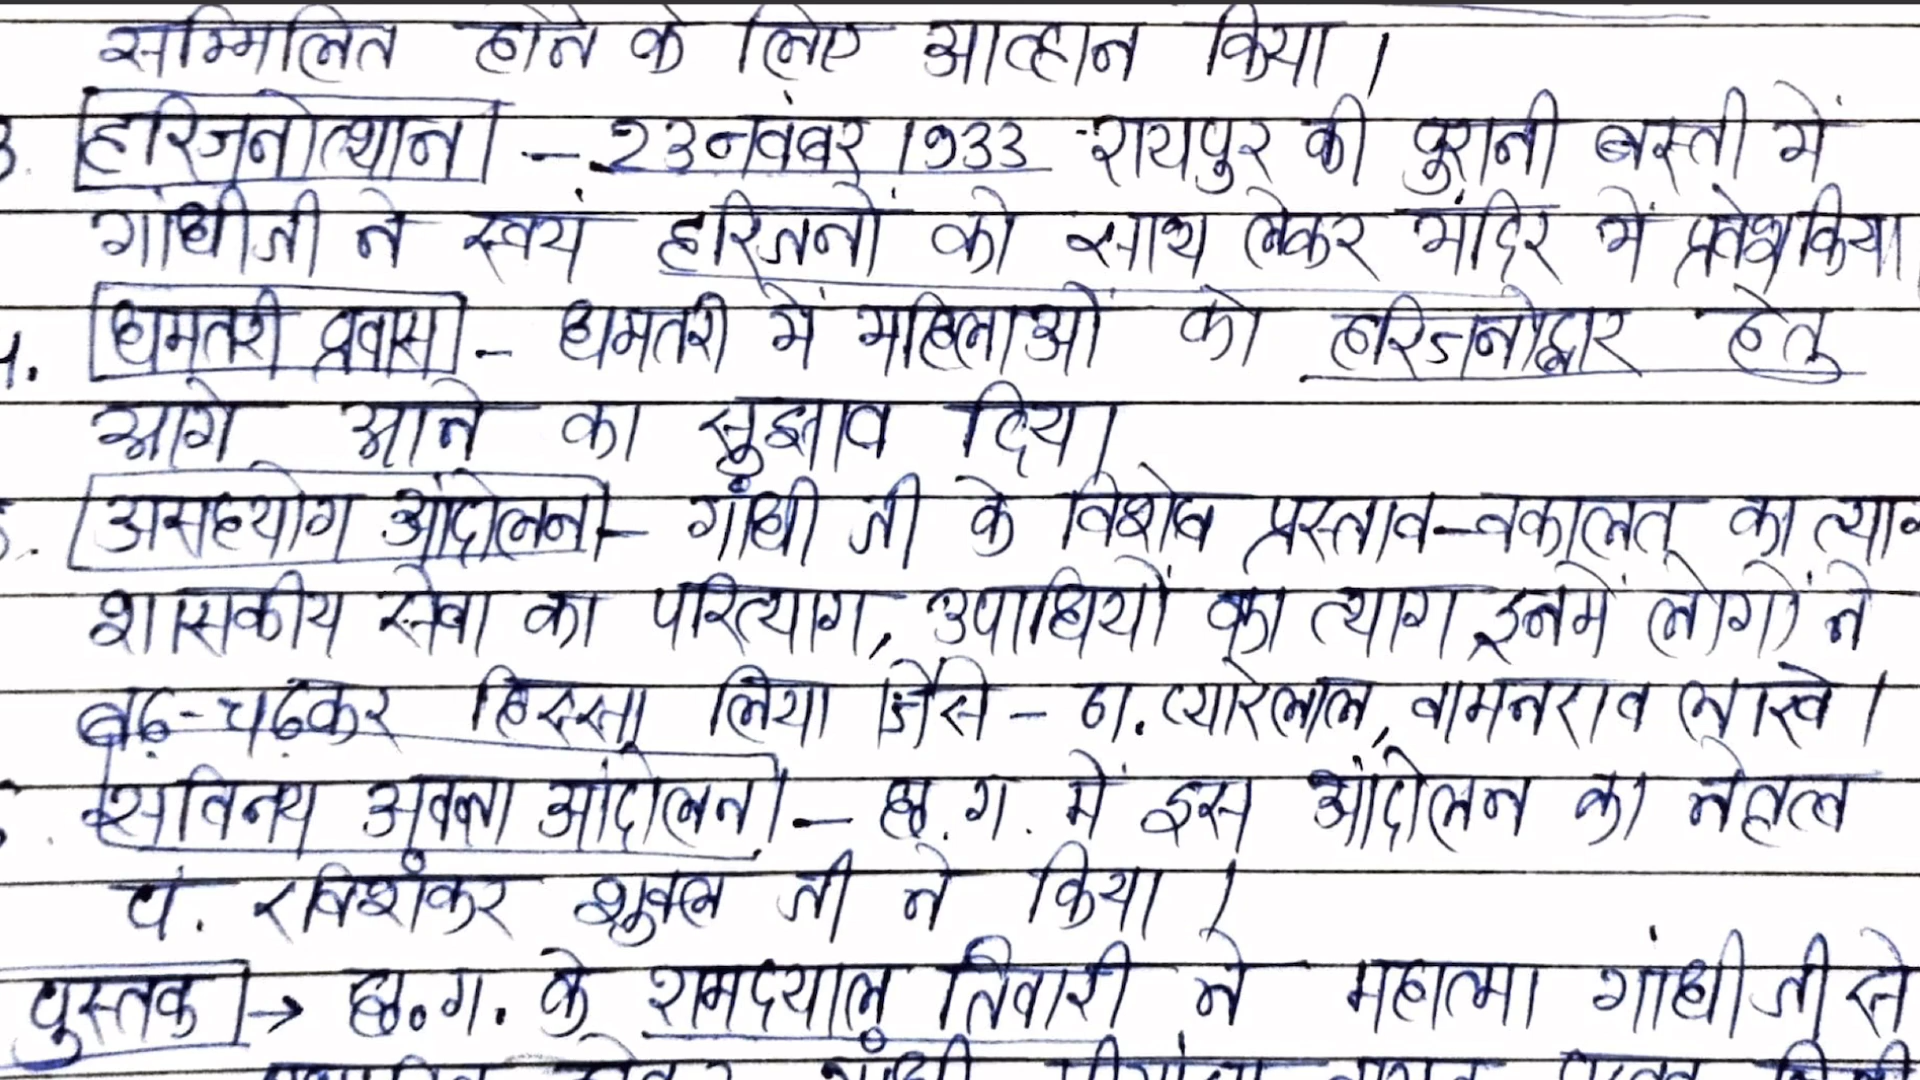 सम्मिलित होने के लिए आव्हान किया।
3. हरिजनोत्थान – 23 नवंबर 1933 रायपुर की पुरानी बस्ती में
गांधीजी ने स्वयं हरिजनों को साथ लेकर मंदिर में प्रवेश किया।
4. धमतरी प्रवास – धमतरी में महिलाओं को हरिजनोद्धार हेतु
आगे आने का सुझाव दिया।
असहयोग आंदोलन – गाँधी जी के विशेष प्रस्ताव – वकालत का त्याग
शासकीय सेवा का परित्याग, उपाधियों का त्याग इनमें लोगों ने
बढ़-चढ़कर हिस्सा लिया जैसे – ठा. प्यारेलाल, वामनराव लाखे।
सविनय अवज्ञा आंदोलन – छ.ग. में इस आंदोलन का नेतृत्व
पं. रविशंकर शुक्ल जी ने किया।
पुस्तक → छ.ग. के रामदयाल तिवारी ने महात्मा गांधी जी से